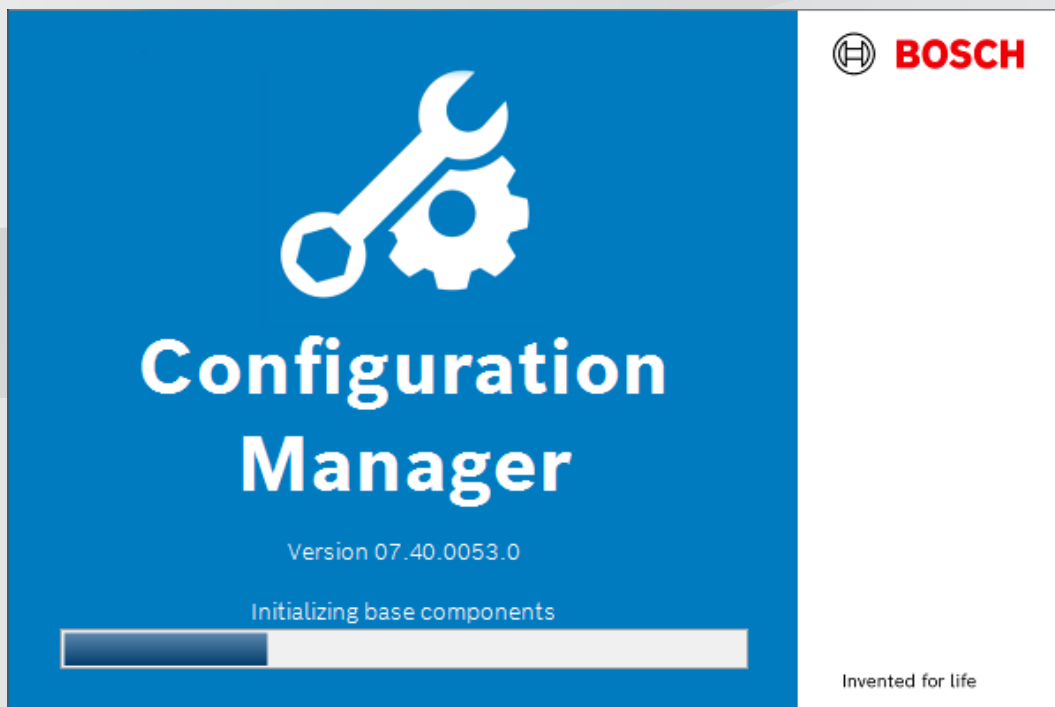 BOSCH
Configuration
Manager
Version 07.40.0053.0
Initializing base components
Invented for life